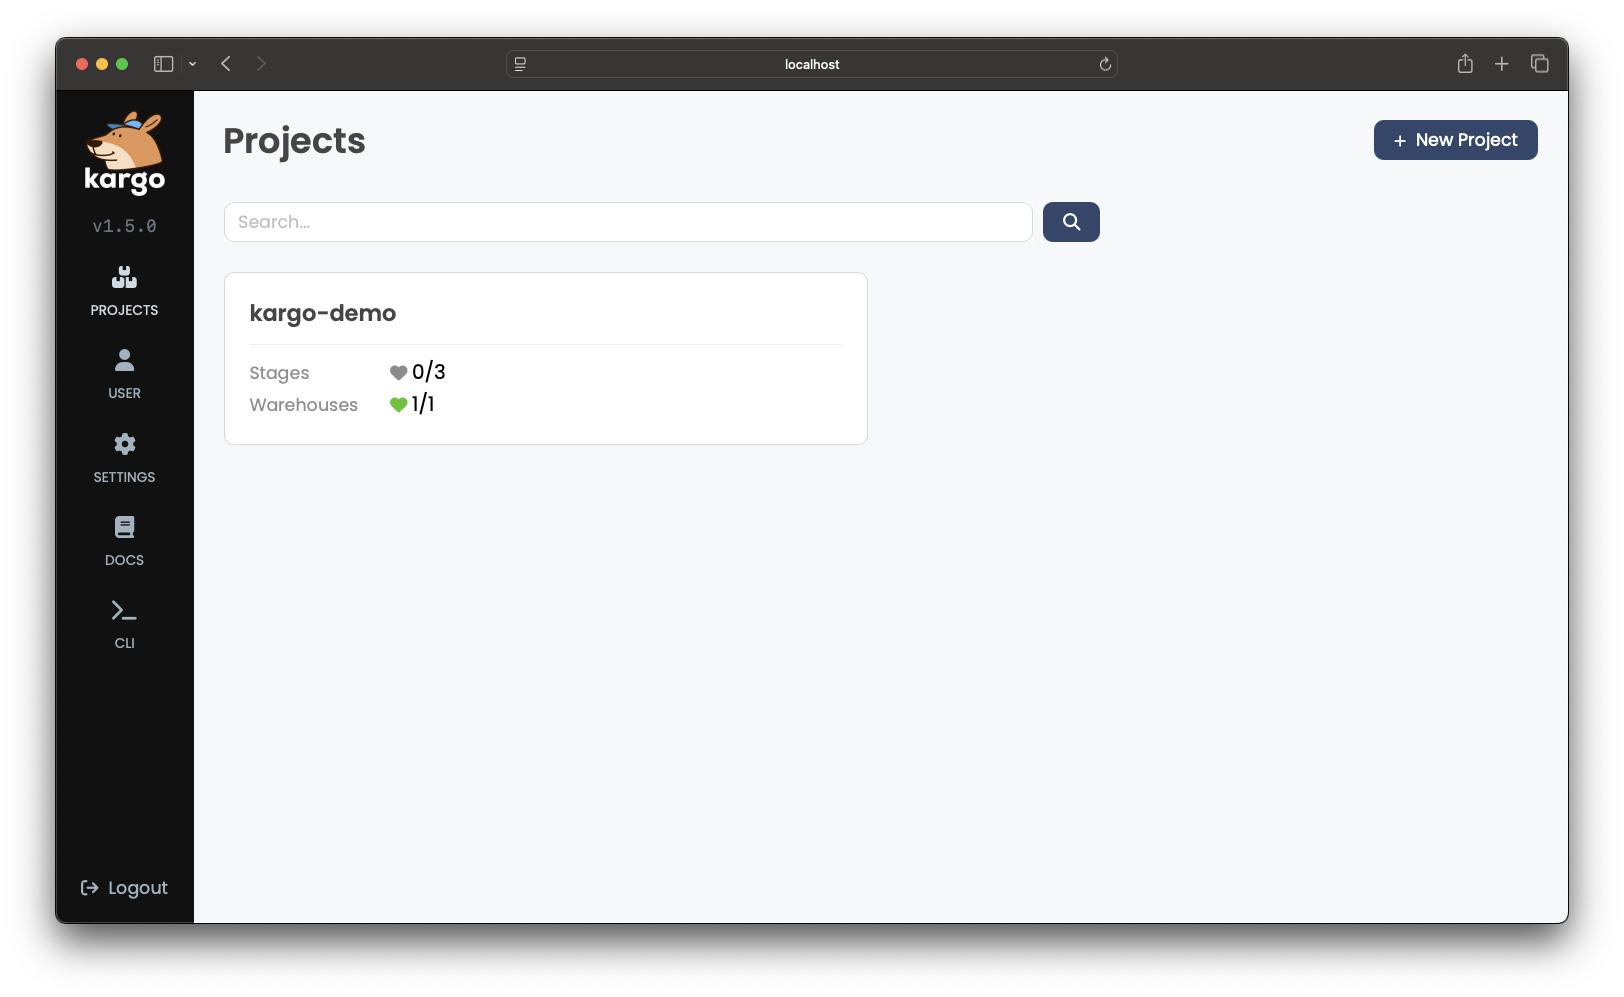 localhost
kargo
v1.5.0
PROJECTS
USER
SETTINGS
DOCS
CLI
Logout
Projects
+ New Project
Search...
kargo-demo
Stages 0/3
Warehouses 1/1